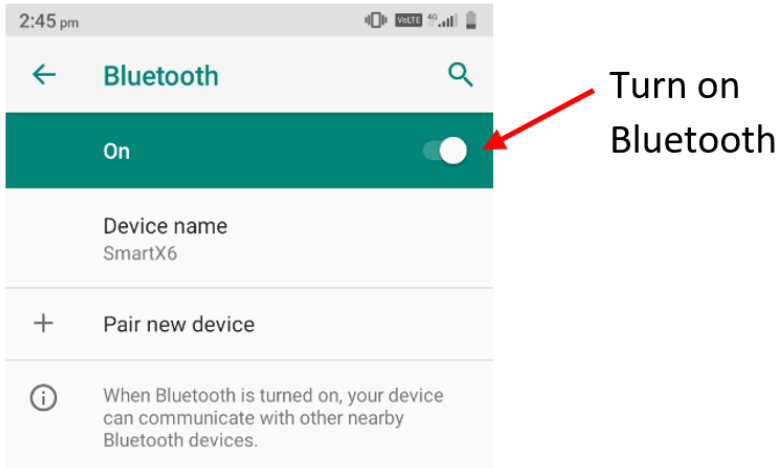 2:45 pm VoLTE 4G
Bluetooth
Turn on
Bluetooth
On
Device name
SmartX6
Pair new device
When Bluetooth is turned on, your device
can communicate with other nearby
Bluetooth devices.